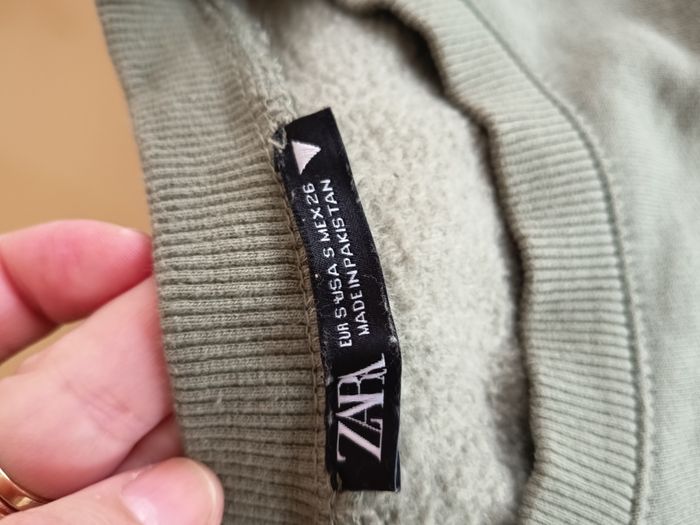 ZARA
EUR S USA S MEX 26
MADE IN PAKISTAN